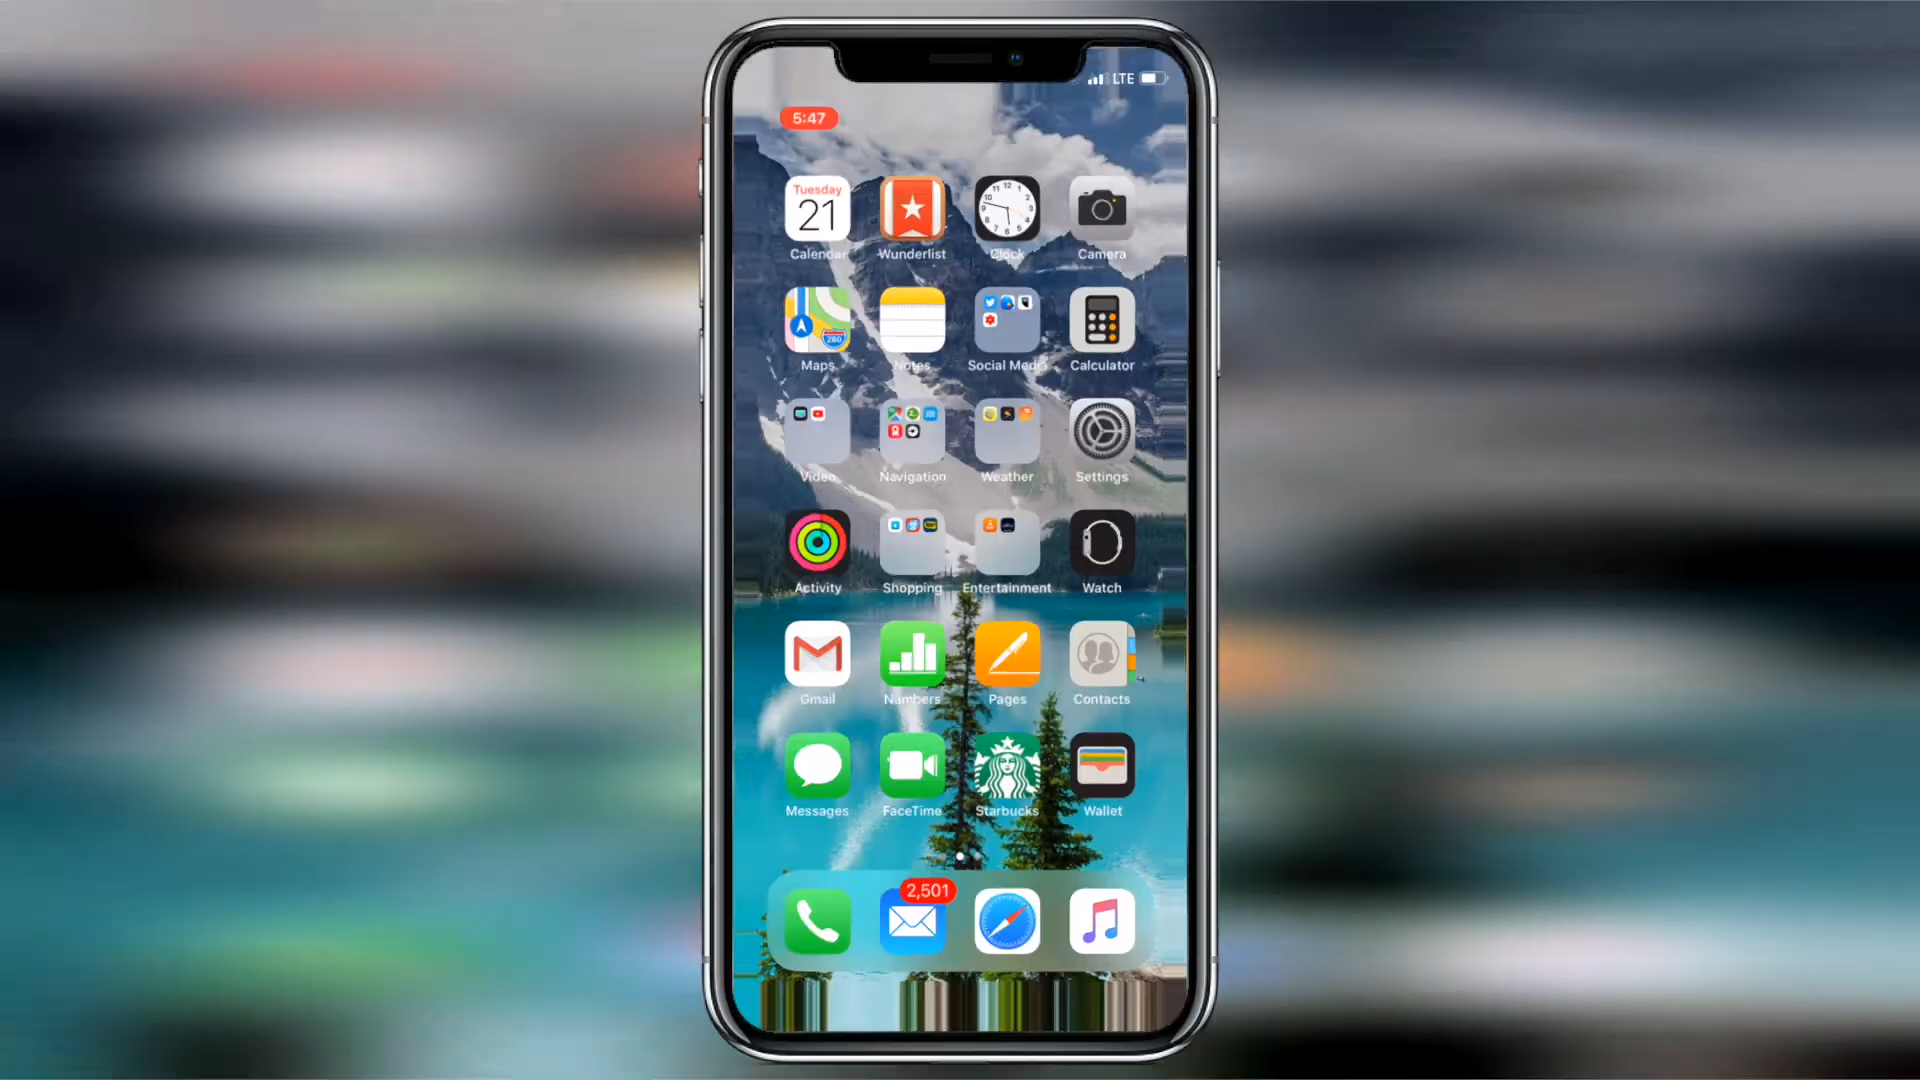 LTE
5:47
Tuesday
21
Calendar
Wunderlist
Clock
Camera
280
Maps
Notes
Social Media
Calculator
Video
Navigation
Weather
Settings
Activity
Shopping
Entertainment
Watch
Gmail
Numbers
Pages
Contacts
Messages
FaceTime
Starbucks
Wallet
2,501